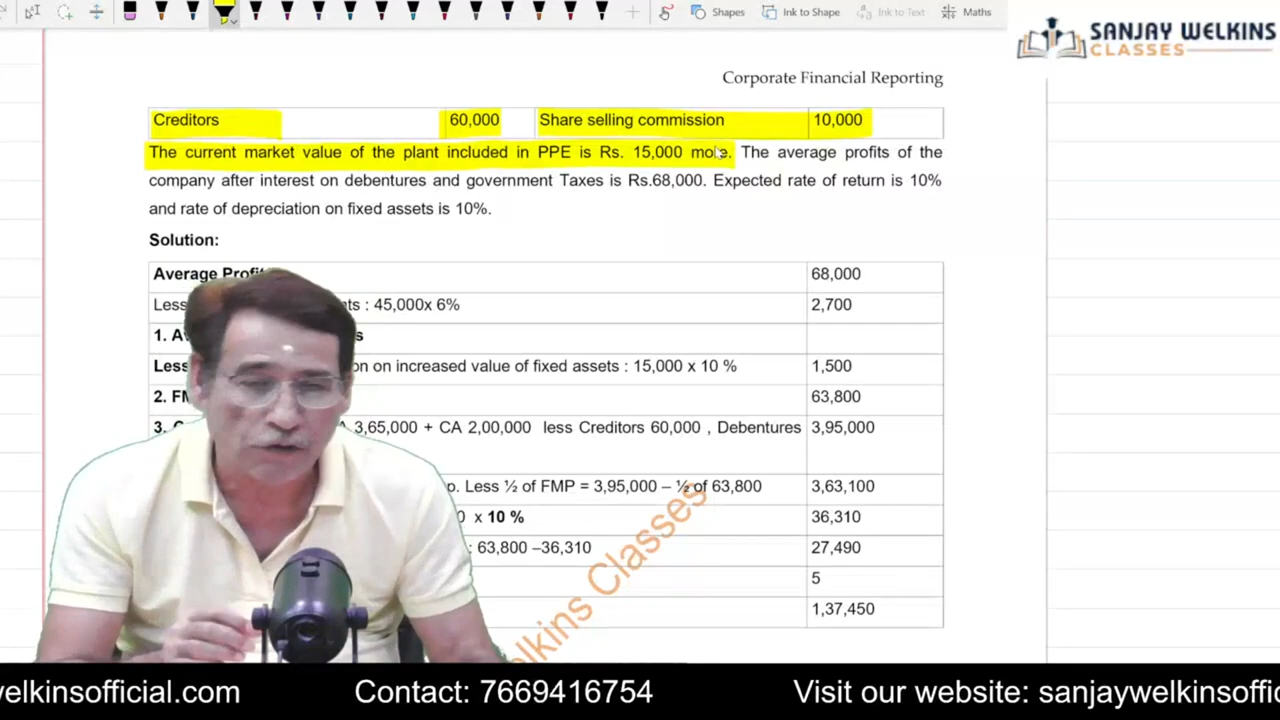 Shapes Ink to Shape Ink to Text Maths
SANJAY WELKINS
CLASSES
Corporate Financial Reporting
Creditors 60,000 Share selling commission 10,000
The current market value of the plant included in PPE is Rs. 15,000 more. The average profits of the
company after interest on debentures and government Taxes is Rs.68,000. Expected rate of return is 10%
and rate of depreciation on fixed assets is 10%.
Solution:
Average Profit 68,000
Less : 45,000x 6% 2,700
1.
Less on increased value of fixed assets : 15,000 x 10 % 1,500
2. 63,800
3. 3,65,000 + CA 2,00,000 less Creditors 60,000 , Debentures 3,95,000
p. Less ½ of FMP = 3,95,000 – ½ of 63,800 3,63,100
0 x 10 % 36,310
: 63,800 –36,310 27,490
5
1,37,450
Welkins Classes
welkinsofficial.com Contact: 7669416754 Visit our website: sanjaywelkinsoffic